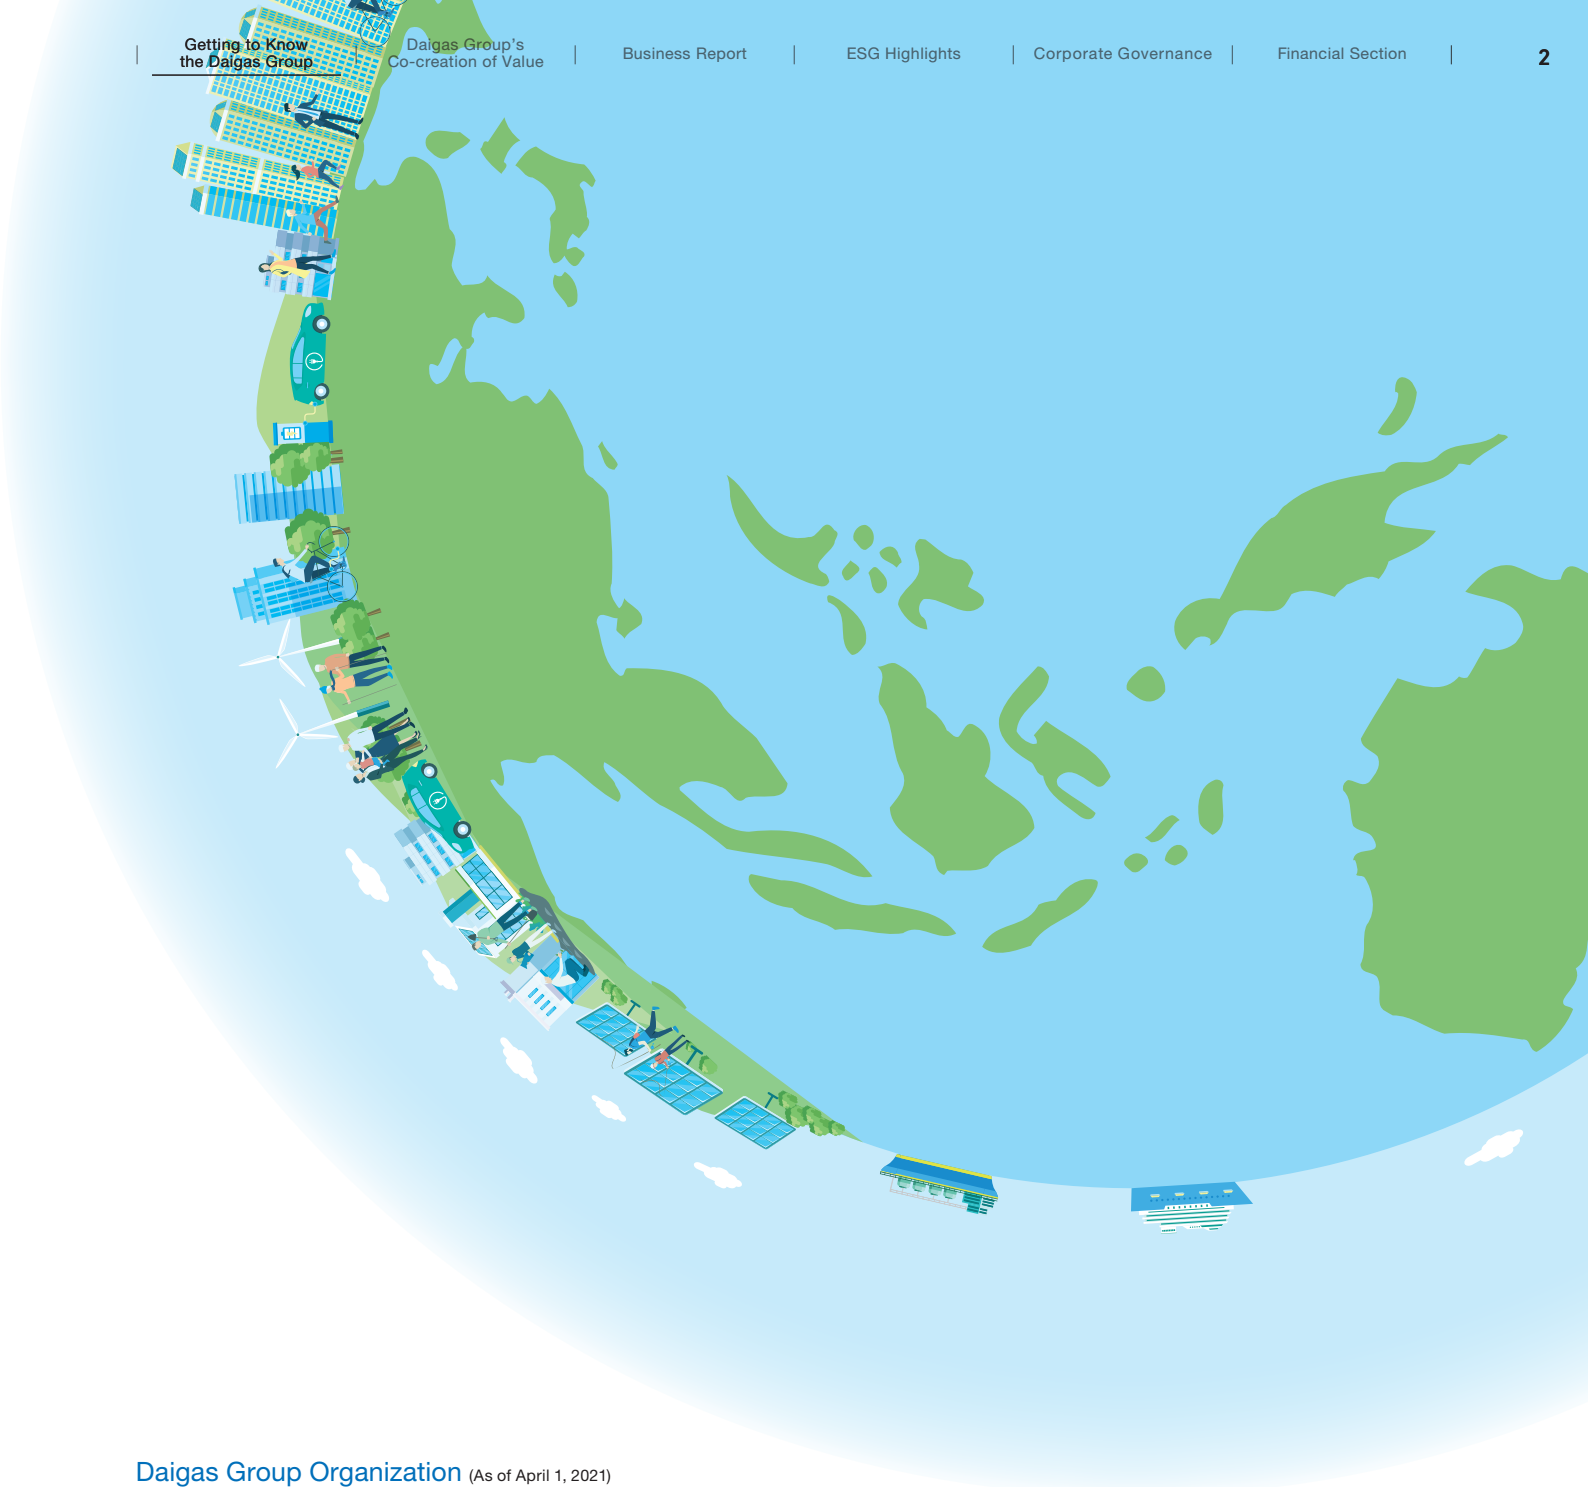 Getting to Know
the Daigas Group
Daigas Group's
Co-creation of Value
Business Report
ESG Highlights
Corporate Governance
Financial Section
2
Daigas Group Organization (As of April 1, 2021)